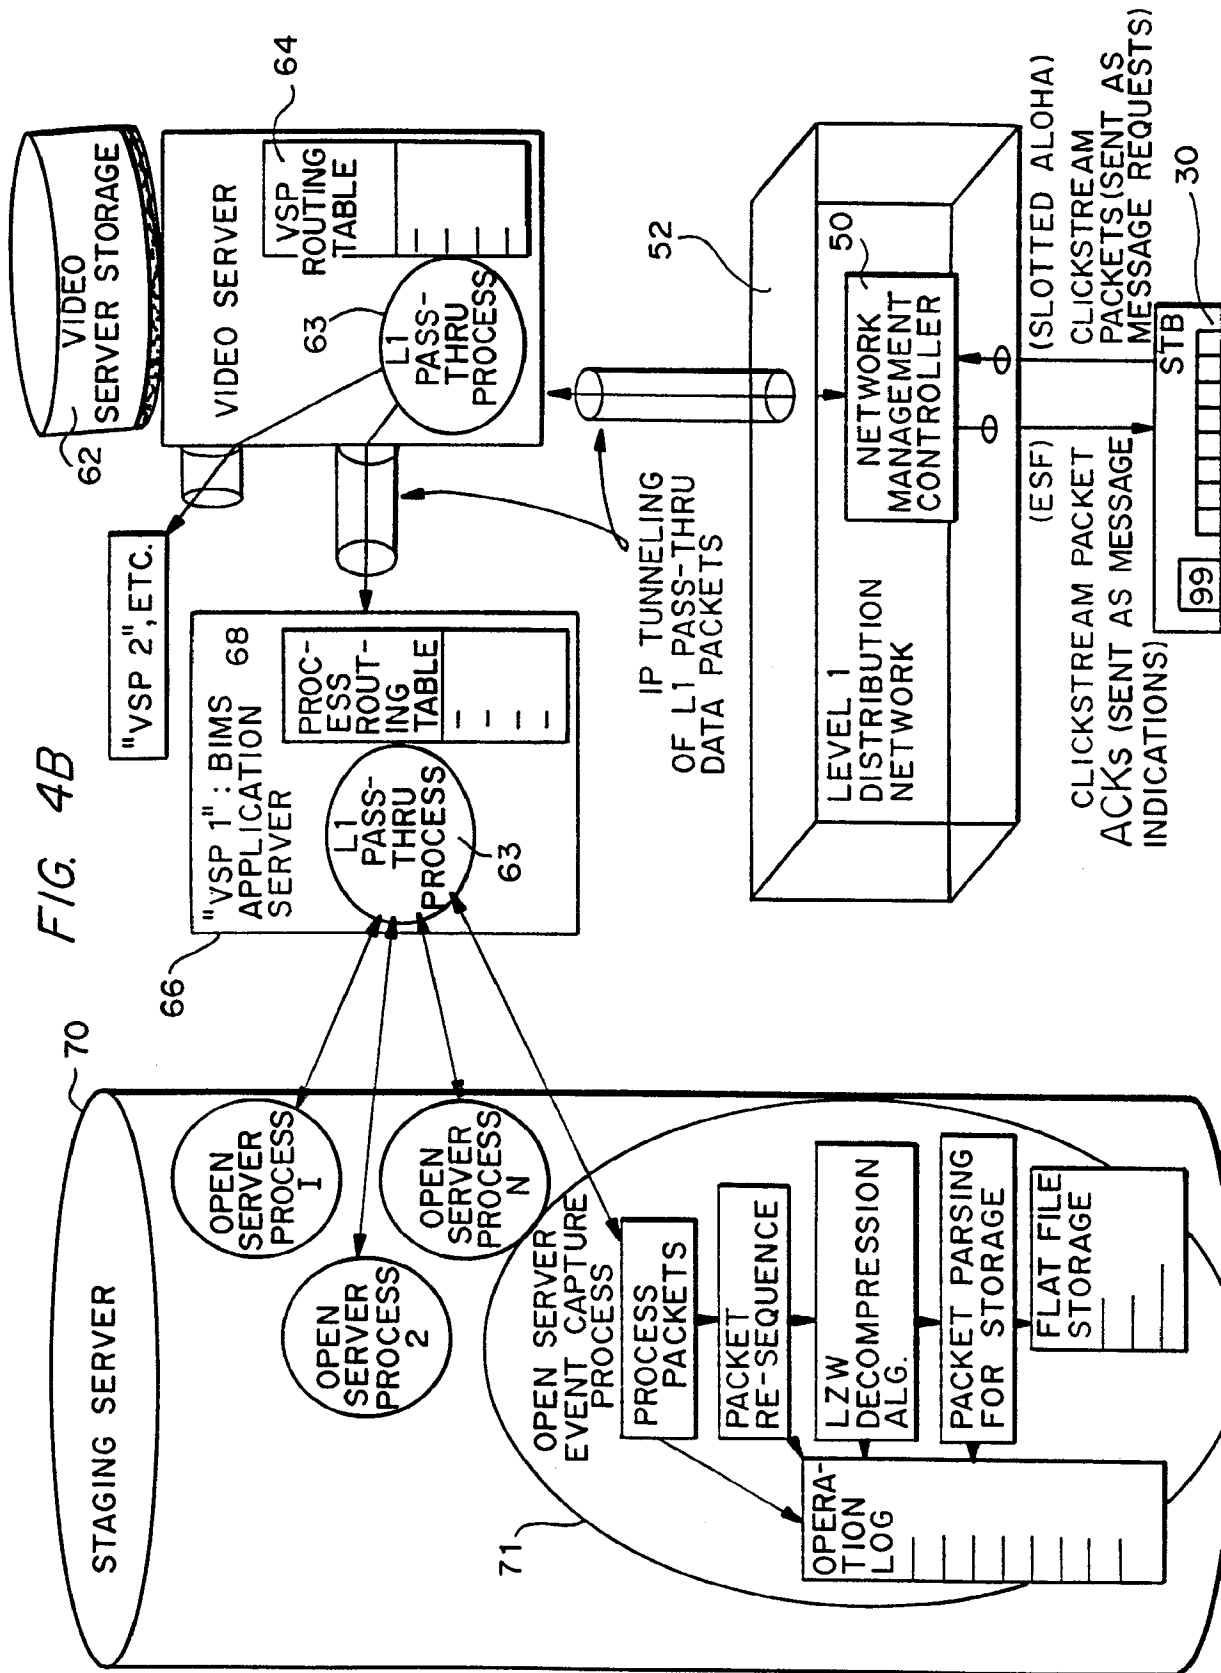 FIG. 4B
70
STAGING SERVER
OPEN
SERVER
PROCESS
I
OPEN
SERVER
PROCESS
2
OPEN
SERVER
PROCESS
N
71
OPEN SERVER
EVENT CAPTURE
PROCESS
PROCESS
PACKETS
PACKET
RE-SEQUENCE
LZW
DECOMPRESSION
ALG.
PACKET PARSING
FOR STORAGE
FLAT FILE
STORAGE
OPERA-
TION
LOG
66
"VSP 1" : BIMS
APPLICATION
SERVER
68
PROC-
ESS
ROUT-
ING
TABLE
L1
PASS-
THRU
PROCESS
63
"VSP 2", ETC.
62
VIDEO
SERVER STORAGE
VIDEO SERVER
64
VSP
ROUTING
TABLE
63
L1
PASS-
THRU
PROCESS
IP TUNNELING
OF L1 PASS-THRU
DATA PACKETS
52
LEVEL 1
DISTRIBUTION
NETWORK
50
NETWORK
MANAGEMENT
CONTROLLER
(ESF)
CLICKSTREAM PACKET
ACKs (SENT AS MESSAGE
INDICATIONS)
(SLOTTED ALOHA)
CLICKSTREAM
PACKETS (SENT AS
MESSAGE REQUESTS)
30
STB
99